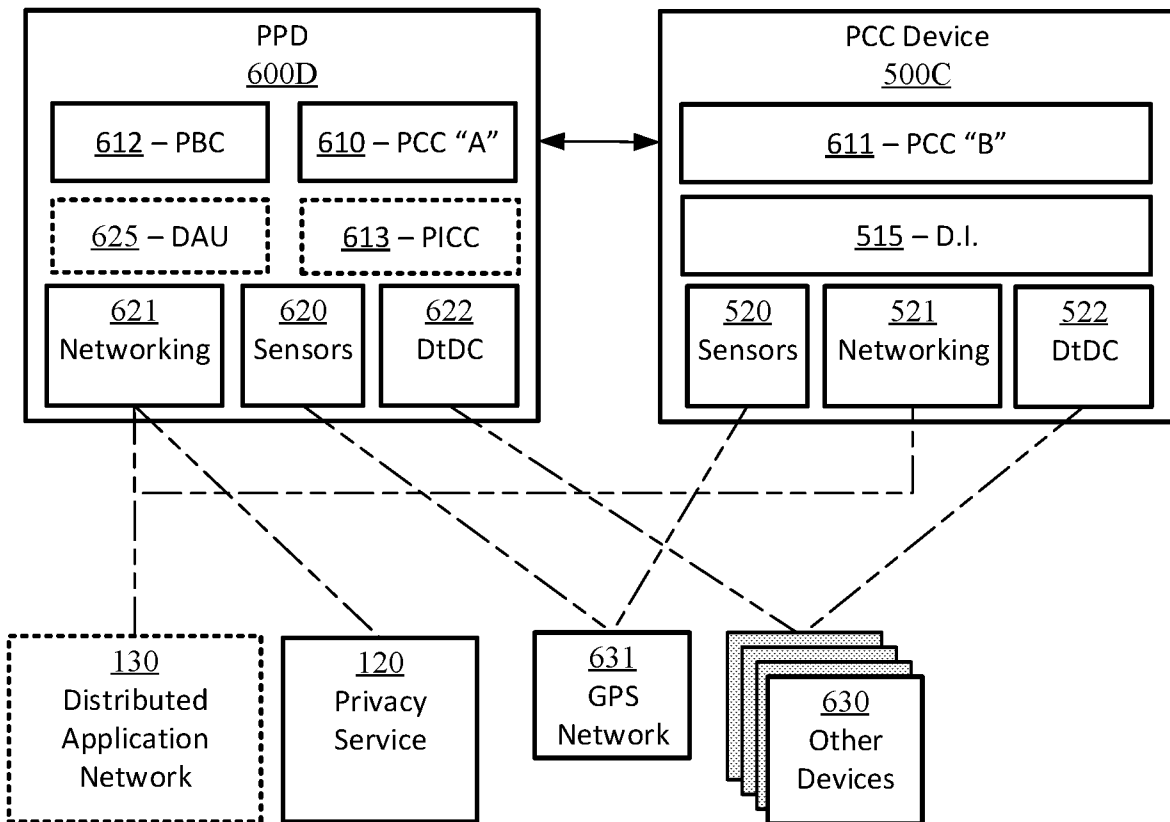 PPD
600D
612 – PBC
610 – PCC “A”
625 – DAU
613 – PICC
621
Networking
620
Sensors
622
DtDC
PCC Device
500C
611 – PCC “B”
515 – D.I.
520
Sensors
521
Networking
522
DtDC
130
Distributed
Application
Network
120
Privacy
Service
631
GPS
Network
630
Other
Devices